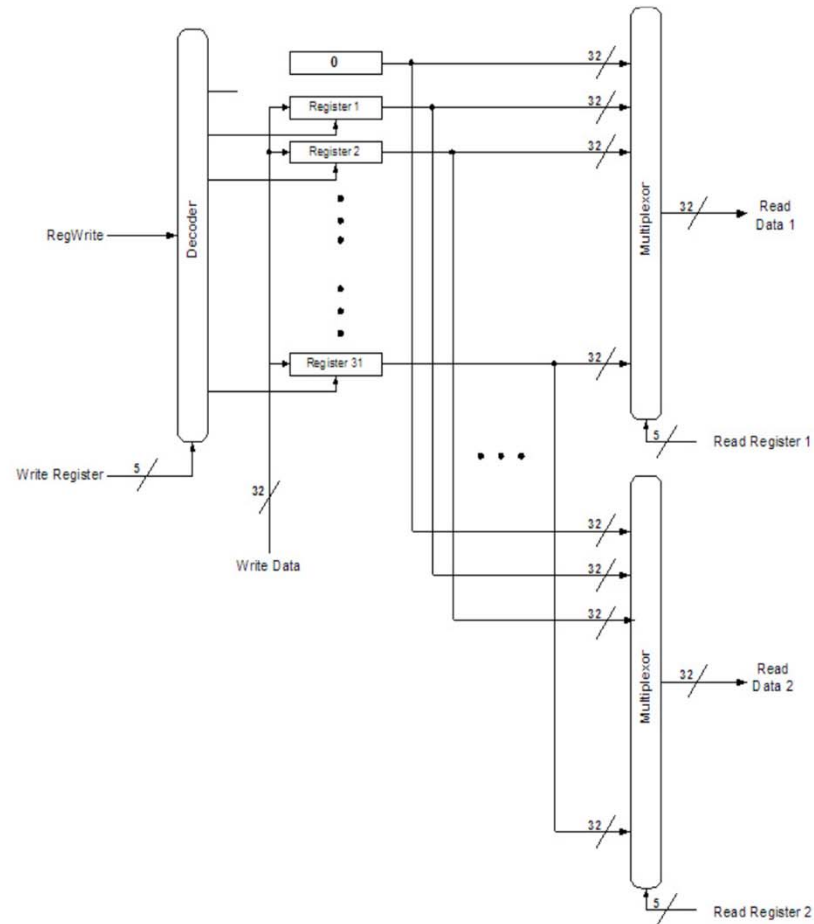 0
32
Register 1
32
Register 2
32
Decoder
RegWrite
Multiplexor
32
Read
Data 1
Register 31
32
5
Read Register 1
Write Register
5
32
Write Data
32
32
32
Multiplexor
32
Read
Data 2
32
5
Read Register 2